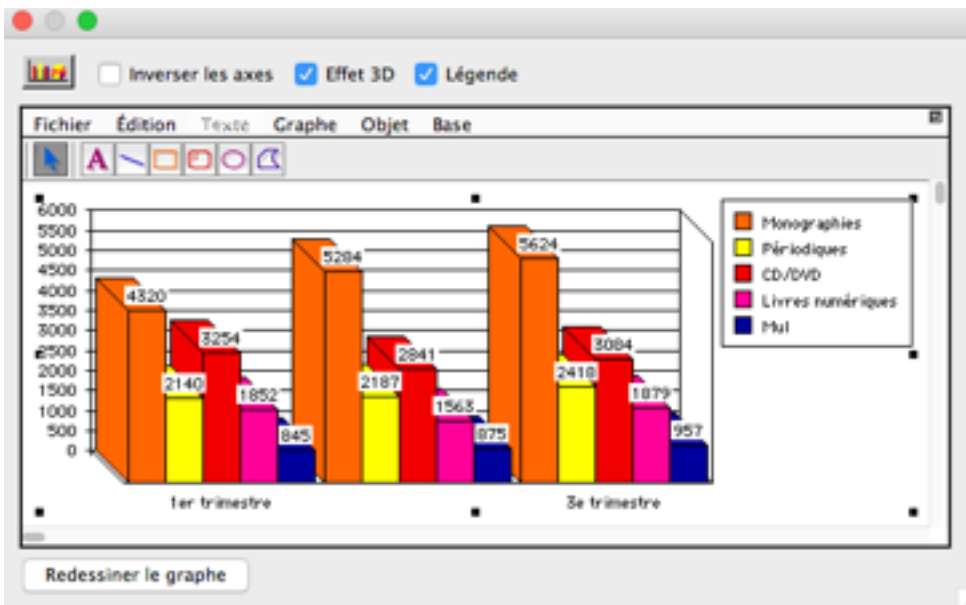 Inverser les axes Effet 3D Légende
Fichier Édition Texte Graphe Objet Base
A
6000
5500
5000
4500
4000
3500
3000
2500
2000
1500
1000
500
0
4320
2140
3254
1852
845
5284
2187
2841
1563
875
5624
2418
3084
1879
957
1er trimestre
3e trimestre
Monographies
Périodiques
CD/DVD
Livres numériques
Mul
Redessiner le graphe